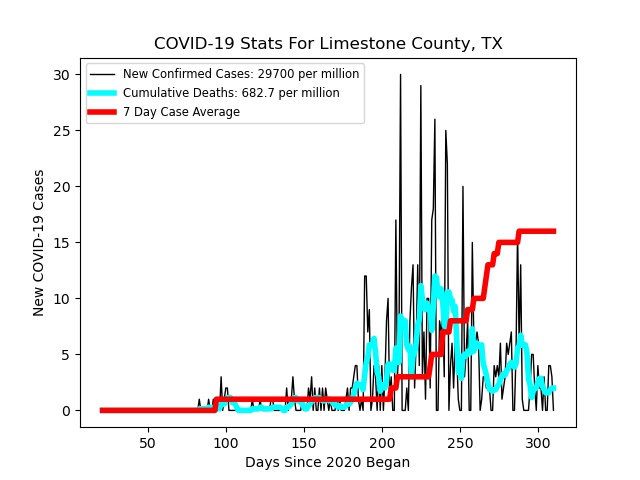 COVID-19 Stats For Limestone County, TX
New Confirmed Cases: 29700 per million
Cumulative Deaths: 682.7 per million
7 Day Case Average
New COVID-19 Cases
30
25
20
15
10
5
0
50 100 150 200 250 300
Days Since 2020 Began